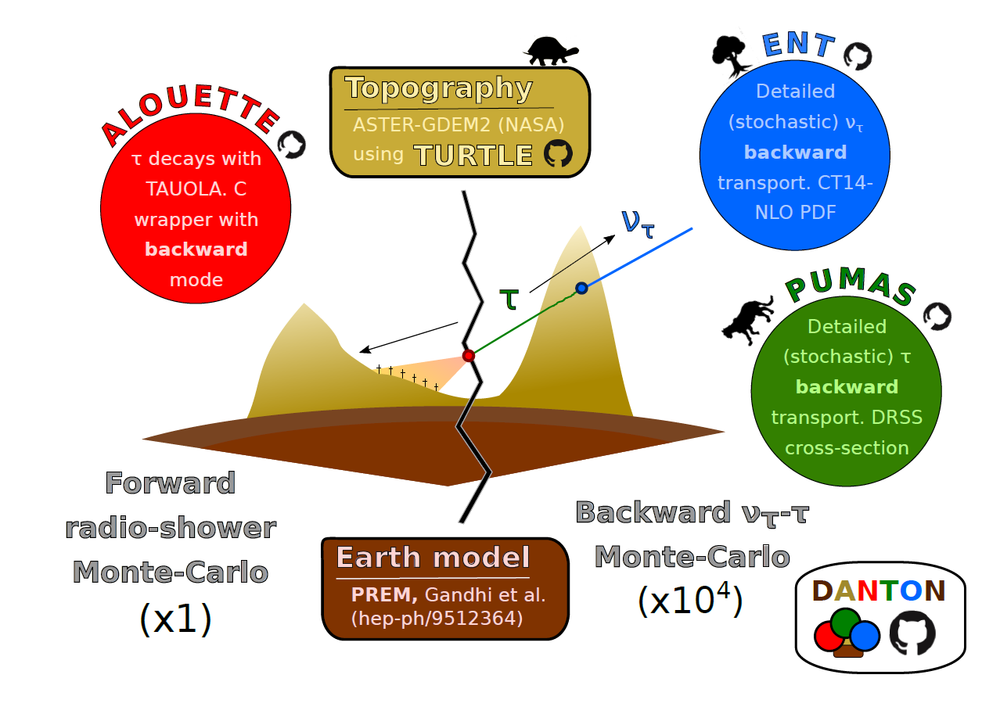 ALOUETTE
τ decays with
TAUOLA. C
wrapper with
backward
mode
Topography
ASTER-GDEM2 (NASA)
using TURTLE
ENT
Detailed
(stochastic) ντ
backward
transport. CT14-
NLO PDF
ντ
τ
PUMAS
Detailed
(stochastic) τ
backward
transport. DRSS
cross-section
Forward
radio-shower
Monte-Carlo
(x1)
Earth model
PREM, Gandhi et al.
(hep-ph/9512364)
Backward ντ-τ
Monte-Carlo
(x10⁴)
DANTON